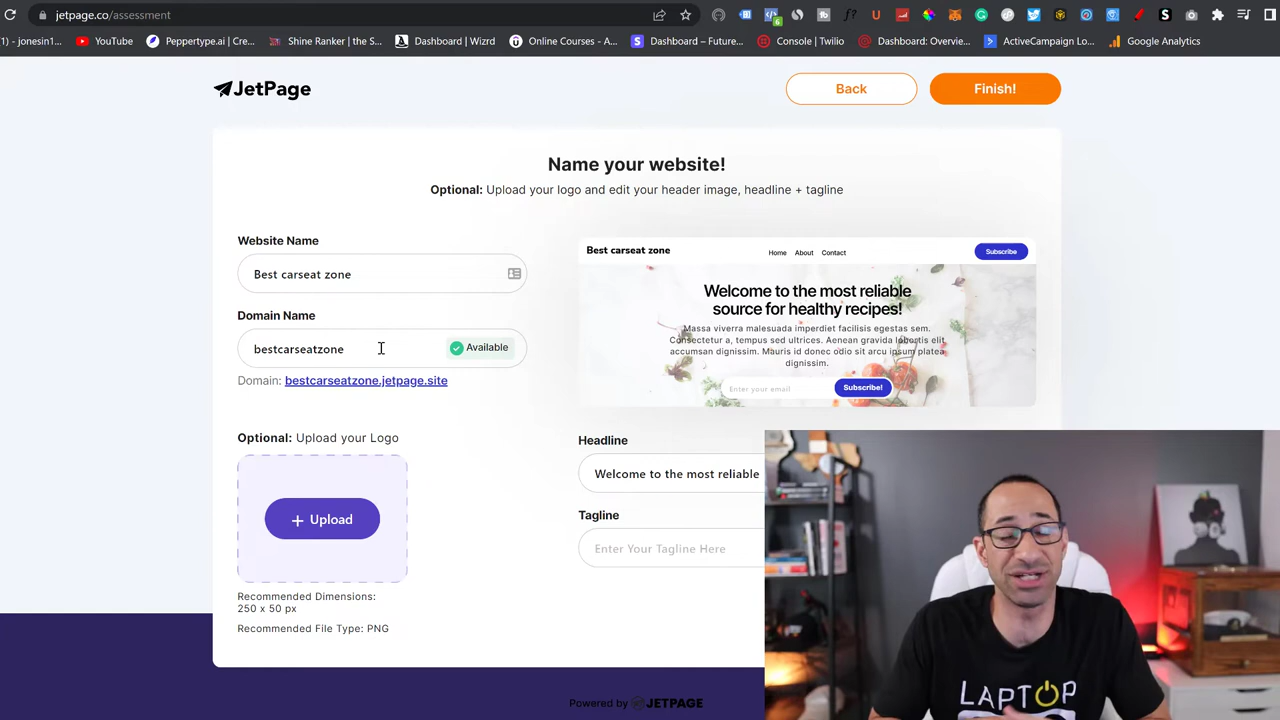 jetpage.co/assessment
1) - jonesin1...
YouTube
Peppertype.ai | Cre...
Shine Ranker | the S...
Dashboard | Wizrd
Online Courses - A...
Dashboard – Future...
Console | Twilio
Dashboard: Overvie...
ActiveCampaign Lo...
Google Analytics
JetPage
Back
Finish!
Name your website!
Optional: Upload your logo and edit your header image, headline + tagline
Website Name
Best carseat zone
Domain Name
bestcarseatzone
Available
Domain: bestcarseatzone.jetpage.site
Optional: Upload your Logo
+ Upload
Recommended Dimensions:
250 x 50 px
Recommended File Type: PNG
Best carseat zone
Home About Contact
Subscribe
Welcome to the most reliable
source for healthy recipes!
Massa viverra malesuada imperdiet facilisis egestas sem.
Consectetur a, tempus sed ultrices. Aenean gravida lobortis elit
accumsan dignissim. Mauris id donec odio sit arcu ipsum platea
dignissim.
Enter your email
Subscribe!
Headline
Welcome to the most reliable
Tagline
Enter Your Tagline Here
LAPTOP
Powered by JETPAGE